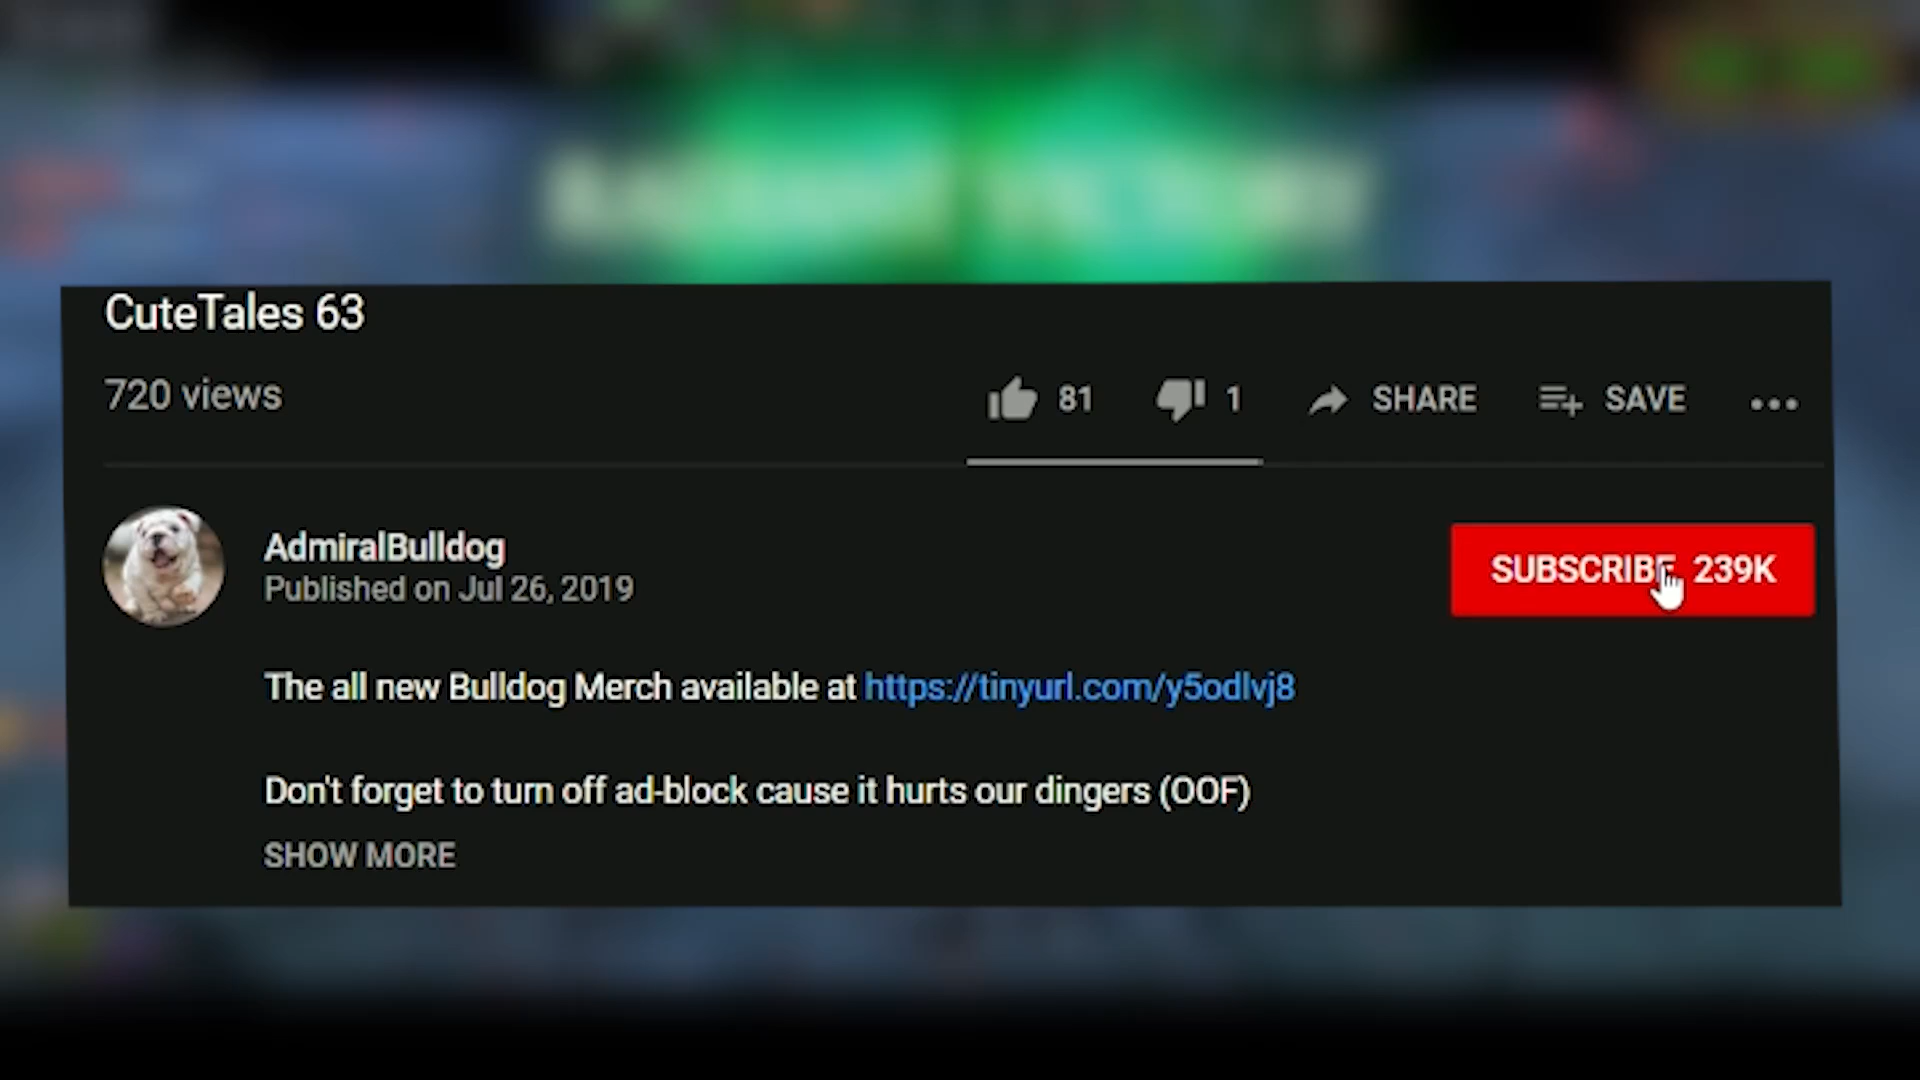 CuteTales 63
720 views
81 1 SHARE SAVE
AdmiralBulldog
SUBSCRIBE 239K
Published on Jul 26, 2019
The all new Bulldog Merch available at https://tinyurl.com/y5odlvj8
Don't forget to turn off ad-block cause it hurts our dingers (OOF)
SHOW MORE